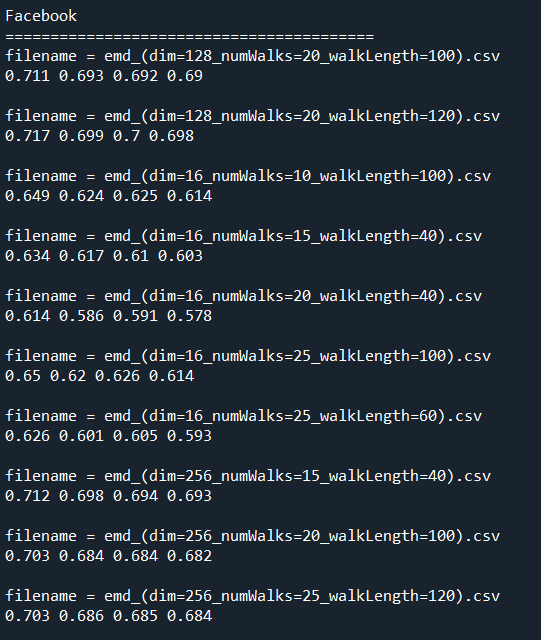 Facebook
=========================================
filename = emd_(dim=128_numWalks=20_walkLength=100).csv
0.711 0.693 0.692 0.69
filename = emd_(dim=128_numWalks=20_walkLength=120).csv
0.717 0.699 0.7 0.698
filename = emd_(dim=16_numWalks=10_walkLength=100).csv
0.649 0.624 0.625 0.614
filename = emd_(dim=16_numWalks=15_walkLength=40).csv
0.634 0.617 0.61 0.603
filename = emd_(dim=16_numWalks=20_walkLength=40).csv
0.614 0.586 0.591 0.578
filename = emd_(dim=16_numWalks=25_walkLength=100).csv
0.65 0.62 0.626 0.614
filename = emd_(dim=16_numWalks=25_walkLength=60).csv
0.626 0.601 0.605 0.593
filename = emd_(dim=256_numWalks=15_walkLength=40).csv
0.712 0.698 0.694 0.693
filename = emd_(dim=256_numWalks=20_walkLength=100).csv
0.703 0.684 0.684 0.682
filename = emd_(dim=256_numWalks=25_walkLength=120).csv
0.703 0.686 0.685 0.684